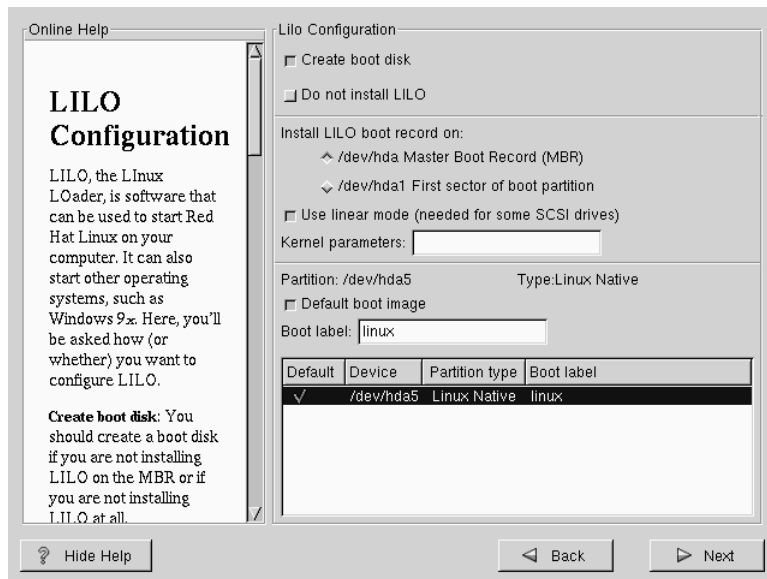 Online Help
LILO
Configuration
LILO, the LInux
LOader, is software that
can be used to start Red
Hat Linux on your
computer. It can also
start other operating
systems, such as
Windows 9x. Here, you'll
be asked how (or
whether) you want to
configure LILO.
Create boot disk: You
should create a boot disk
if you are not installing
LILO on the MBR or if
you are not installing
LILO at all.
Lilo Configuration
Create boot disk
Do not install LILO
Install LILO boot record on:
/dev/hda Master Boot Record (MBR)
/dev/hda1 First sector of boot partition
Use linear mode (needed for some SCSI drives)
Kernel parameters:
Partition: /dev/hda5 Type:Linux Native
Default boot image
Boot label: linux
Default Device Partition type Boot label
/dev/hda5 Linux Native linux
? Hide Help Back Next